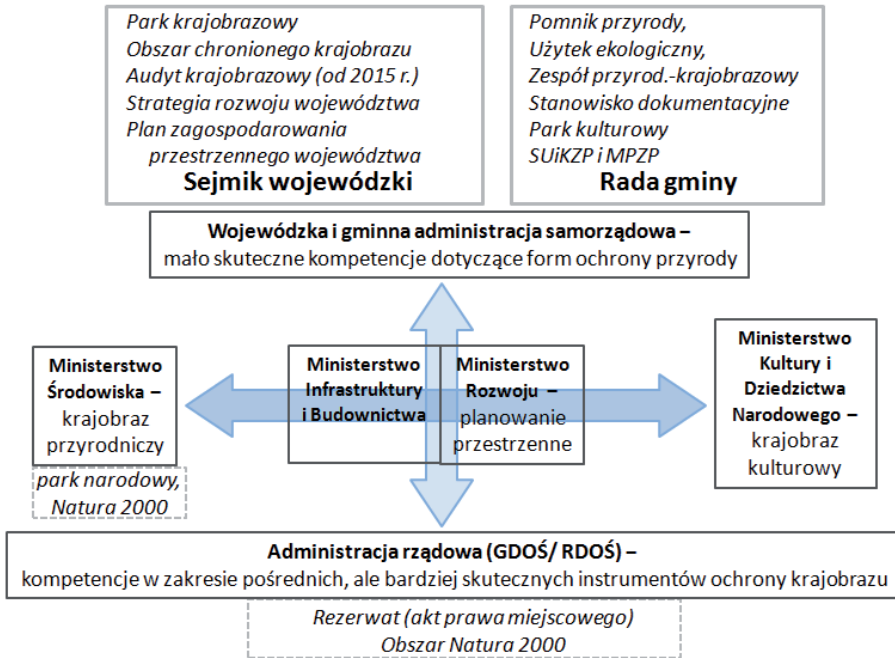 Park krajobrazowy
Obszar chronionego krajobrazu
Audyt krajobrazowy (od 2015 r.)
Strategia rozwoju województwa
Plan zagospodarowania
przestrzennego województwa
Sejmik wojewódzki
Pomnik przyrody,
Użytek ekologiczny,
Zespół przyrod.-krajobrazowy
Stanowisko dokumentacyjne
Park kulturowy
SUiKZP i MPZP
Rada gminy
Wojewódzka i gminna administracja samorządowa –
mało skuteczne kompetencje dotyczące form ochrony przyrody
Ministerstwo
Środowiska –
krajobraz
przyrodniczy
park narodowy,
Natura 2000
Ministerstwo
Infrastruktury
i Budownictwa
Ministerstwo
Rozwoju –
planowanie
przestrzenne
Ministerstwo
Kultury i
Dziedzictwa
Narodowego –
krajobraz
kulturowy
Administracja rządowa (GDOŚ/ RDOŚ) –
kompetencje w zakresie pośrednich, ale bardziej skutecznych instrumentów ochrony krajobrazu
Rezerwat (akt prawa miejscowego)
Obszar Natura 2000